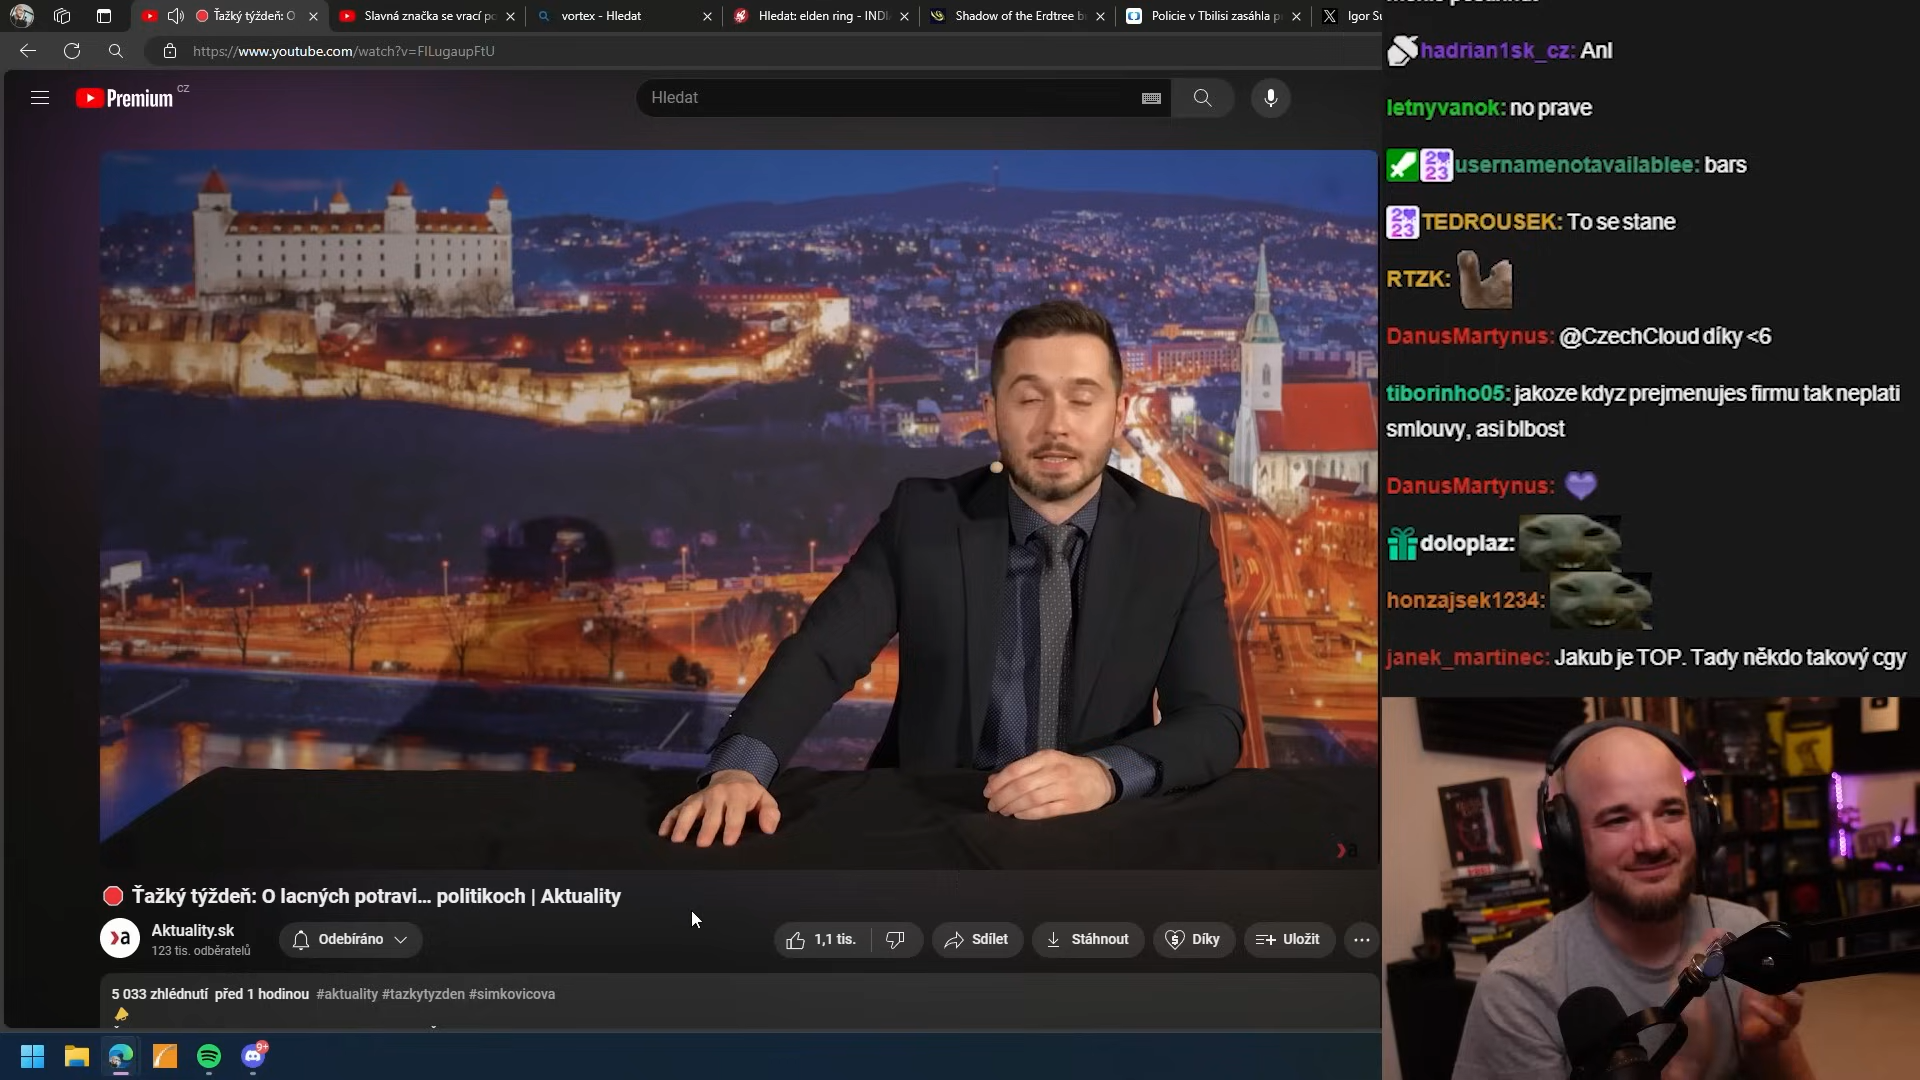 Ťažký týždeň: O
Slavná značka se vrací po
vortex - Hledat
Hledat: elden ring - INDI
Shadow of the Erdtree b
Policie v Tbilisi zasáhla p
Igor Su
https://www.youtube.com/watch?v=FlLugaupFtU
Premium CZ
Hledat
Ťažký týždeň: O lacných potravi... politikoch | Aktuality
Aktuality.sk
123 tis. odběratelů
Odebíráno
1,1 tis.
Sdílet
Stáhnout
Díky
Uložit
5 033 zhlédnutí před 1 hodinou #aktuality #tazkytyzden #simkovicova
hadrian1sk_cz: AnI
letnyvanok: no prave
usernamenotavailablee: bars
TEDROUSEK: To se stane
RTZK:
DanusMartynus: @CzechCloud díky <6
tiborinho05: jakoze kdyz prejmenujes firmu tak neplati
smlouvy, asi blbost
DanusMartynus:
doloplaz:
honzajsek1234:
janek_martinec: Jakub je TOP. Tady někdo takový cgy
9+